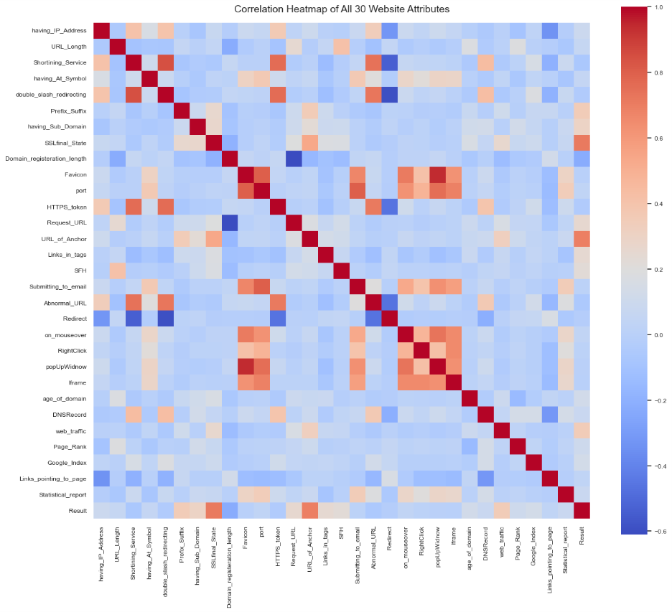 Correlation Heatmap of All 30 Website Attributes
having_IP_Address
URL_Length
Shortining_Service
having_At_Symbol
double_slash_redirecting
Prefix_Suffix
having_Sub_Domain
SSLfinal_State
Domain_registeration_length
Favicon
port
HTTPS_token
Request_URL
URL_of_Anchor
Links_in_tags
SFH
Submitting_to_email
Abnormal_URL
Redirect
on_mouseover
RightClick
popUpWidnow
Iframe
age_of_domain
DNSRecord
web_traffic
Page_Rank
Google_Index
Links_pointing_to_page
Statistical_report
Result
having_IP_Address
URL_Length
Shortining_Service
having_At_Symbol
double_slash_redirecting
Prefix_Suffix
having_Sub_Domain
SSLfinal_State
Domain_registeration_length
Favicon
port
HTTPS_token
Request_URL
URL_of_Anchor
Links_in_tags
SFH
Submitting_to_email
Abnormal_URL
Redirect
on_mouseover
RightClick
popUpWidnow
Iframe
age_of_domain
DNSRecord
web_traffic
Page_Rank
Google_Index
Links_pointing_to_page
Statistical_report
Result
1.0
0.8
0.6
0.4
0.2
0.0
−0.2
−0.4
−0.6